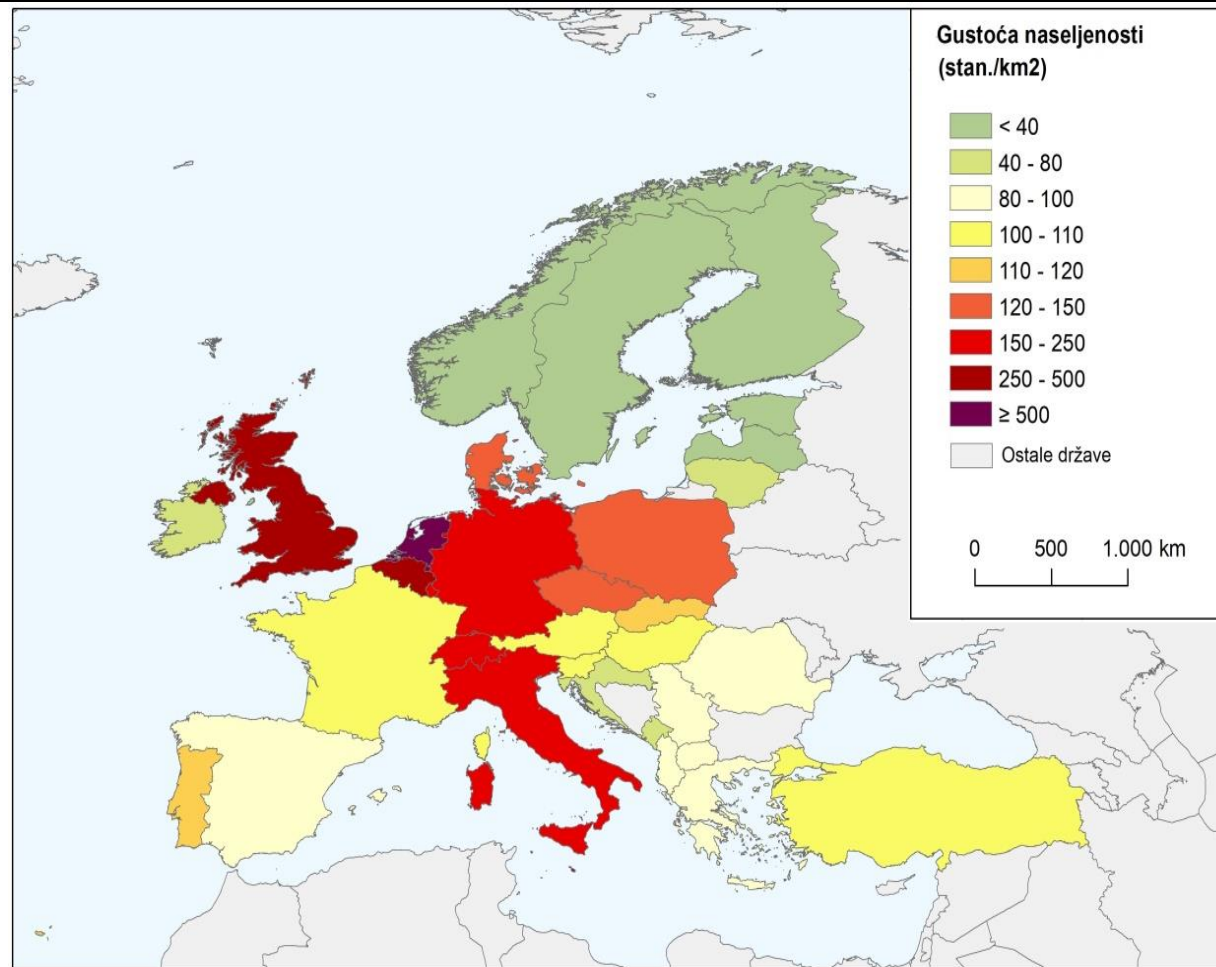 Gustoća naseljenosti
(stan./km2)
< 40
40 - 80
80 - 100
100 - 110
110 - 120
120 - 150
150 - 250
250 - 500
≥ 500
Ostale države
0 500 1.000 km